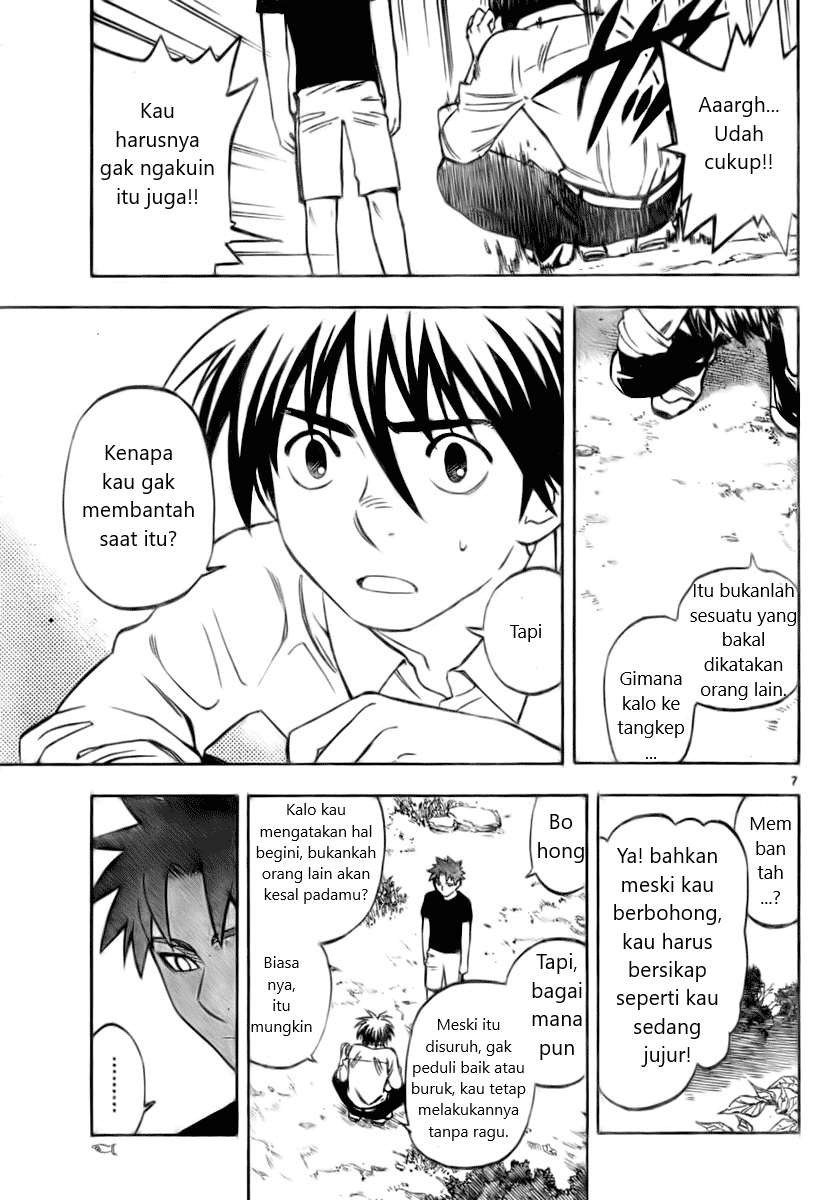 Aaargh...
Udah
cukup!!
Kau
harusnya
gak ngakuin
itu juga!!
Itu bukanlah
sesuatu yang
bakal
dikatakan
orang lain.
Gimana
kalo ke
tangkep
...
Tapi
Kenapa
kau gak
membantah
saat itu?
7
Mem
ban
tah
...?
Ya! bahkan
meski kau
berbohong,
kau harus
bersikap
seperti kau
sedang
jujur!
Bo
hong
Tapi,
bagai
mana
pun
Meski itu
disuruh, gak
peduli baik atau
buruk, kau tetap
melakukannya
tanpa ragu.
Kalo kau
mengatakan hal
begini, bukankah
orang lain akan
kesal padamu?
Biasa
nya,
itu
mungkin
.........